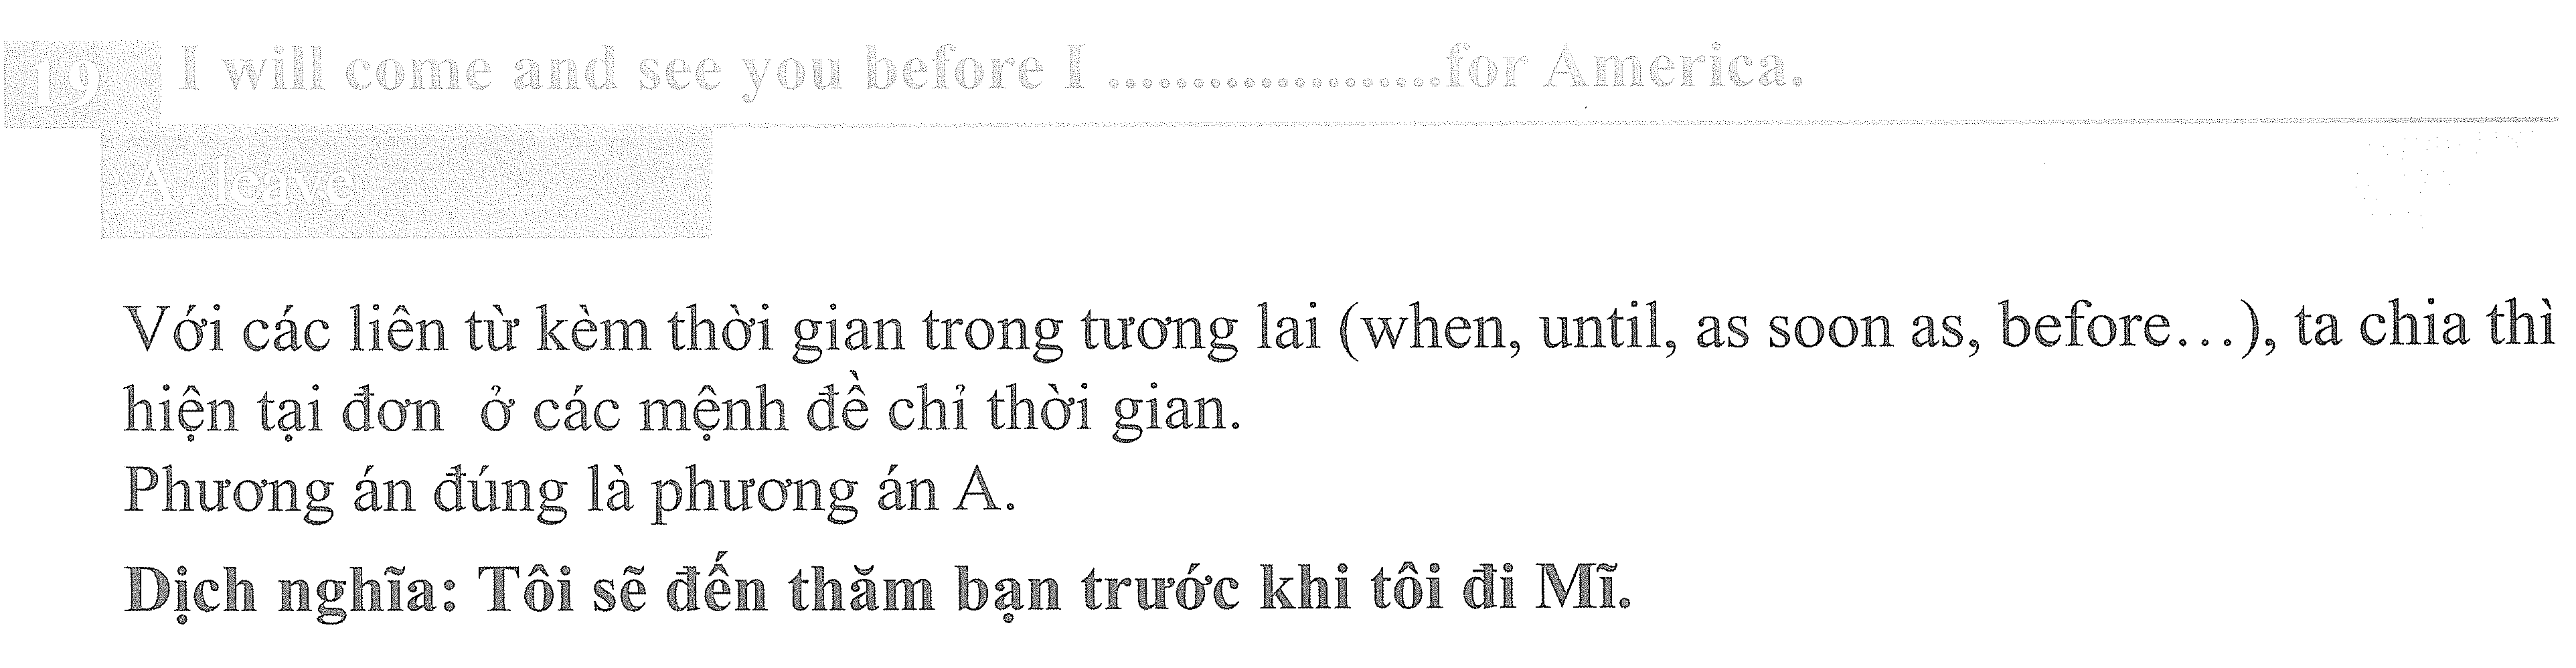 19 I will come and see you before I ....................for America.
A. leave
Với các liên từ kèm thời gian trong tương lai (when, until, as soon as, before…), ta chia thì
hiện tại đơn ở các mệnh đề chỉ thời gian.
Phương án đúng là phương án A.
Dịch nghĩa: Tôi sẽ đến thăm bạn trước khi tôi đi Mĩ.